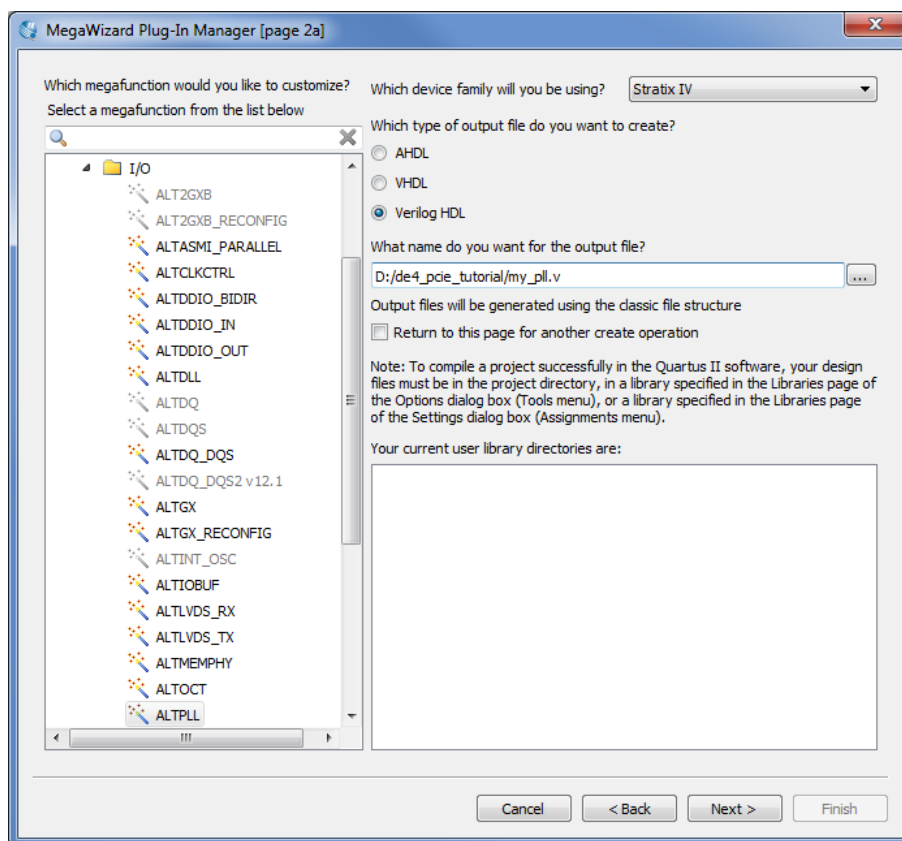 MegaWizard Plug-In Manager [page 2a]
Which megafunction would you like to customize?
Select a megafunction from the list below
I/O
ALT2GXB
ALT2GXB_RECONFIG
ALTASMI_PARALLEL
ALTCLKCTRL
ALTDDIO_BIDIR
ALTDDIO_IN
ALTDDIO_OUT
ALTDLL
ALTDQ
ALTDQS
ALTDQ_DQS
ALTDQ_DQS2 v12.1
ALTGX
ALTGX_RECONFIG
ALTINT_OSC
ALTIOBUF
ALTLVDS_RX
ALTLVDS_TX
ALTMEMPHY
ALTOCT
ALTPLL
Which device family will you be using?
Stratix IV
Which type of output file do you want to create?
AHDL
VHDL
Verilog HDL
What name do you want for the output file?
D:/de4_pcie_tutorial/my_pll.v
...
Output files will be generated using the classic file structure
Return to this page for another create operation
Note: To compile a project successfully in the Quartus II software, your design
files must be in the project directory, in a library specified in the Libraries page of
the Options dialog box (Tools menu), or a library specified in the Libraries page
of the Settings dialog box (Assignments menu).
Your current user library directories are:
Cancel
< Back
Next >
Finish